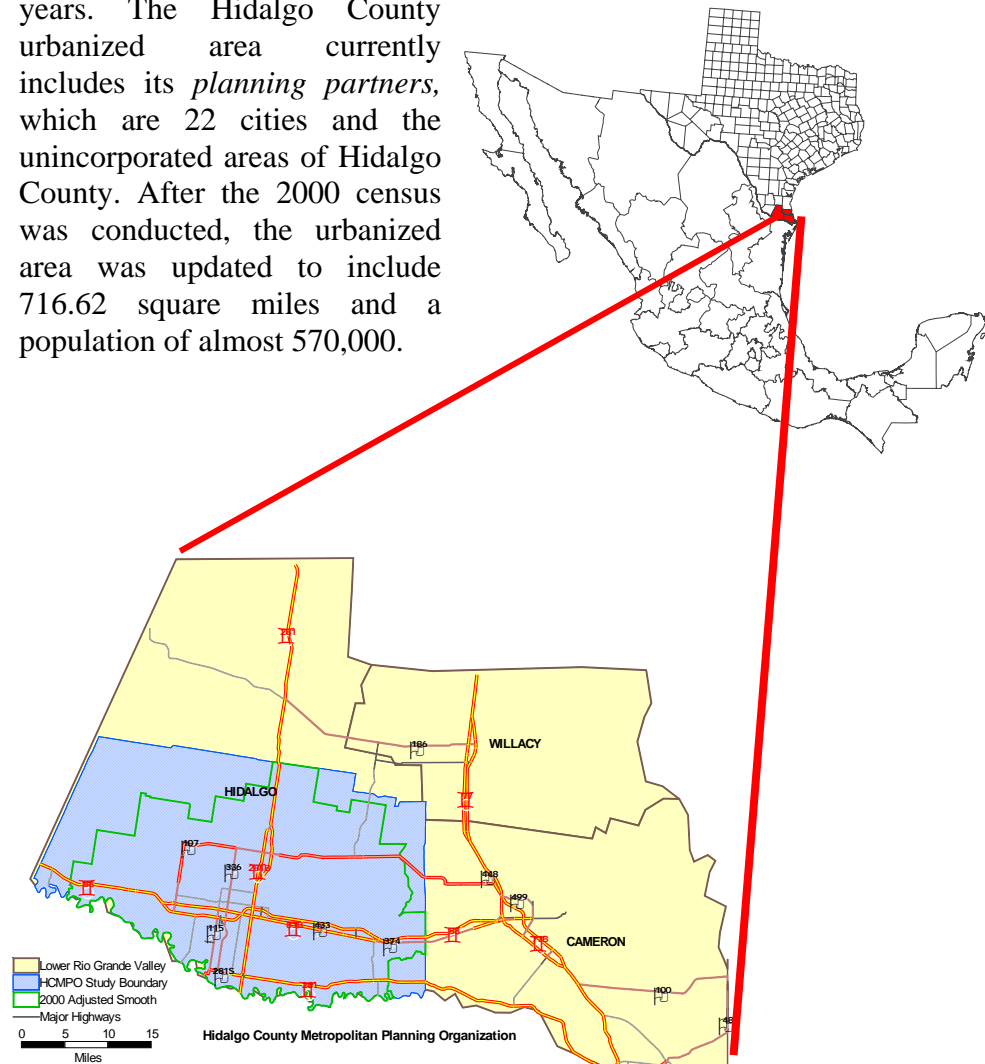 years. The Hidalgo County
urbanized area currently
includes its planning partners,
which are 22 cities and the
unincorporated areas of Hidalgo
County. After the 2000 census
was conducted, the urbanized
area was updated to include
716.62 square miles and a
population of almost 570,000.
281
186
WILLACY
HIDALGO
77
107
336
448
499
115
433
374
CAMERON
281S
100
48
Lower Rio Grande Valley
HCMPO Study Boundary
2000 Adjusted Smooth
Major Highways
0 5 10 15
Miles
Hidalgo County Metropolitan Planning Organization